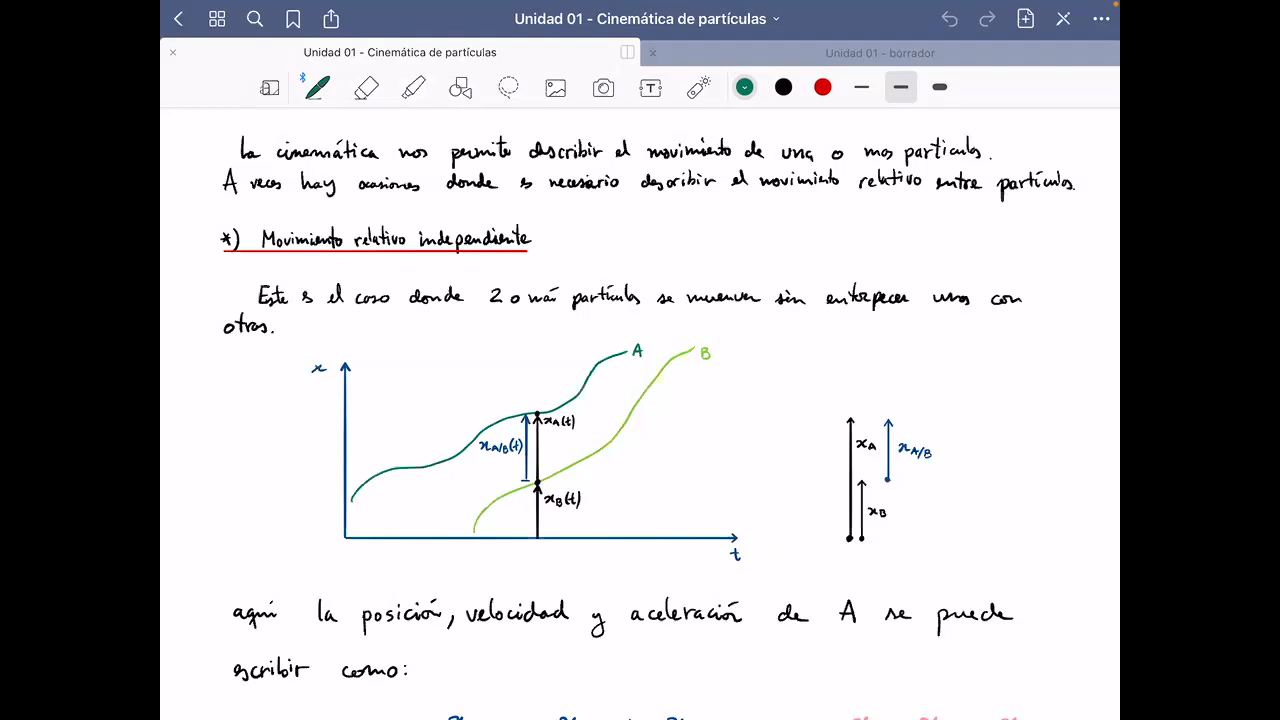 Unidad 01 - Cinemática de partículas
Unidad 01 - Cinemática de partículas
Unidad 01 - borrador
La cinemática nos permite describir el movimiento de una o mas particulas.
A veces hay ocasiones donde es necesario describir el movimiento relativo entre partículas.
*) Movimiento relativo independiente
Este es el caso donde 2 o más partículas se mueven sin entorpecer unas con
otras.
x
A
B
xA(t)
xA/B(t)
xB(t)
t
xA
xA/B
xB
aquí la posición, velocidad y aceleración de A se puede
escribir como: